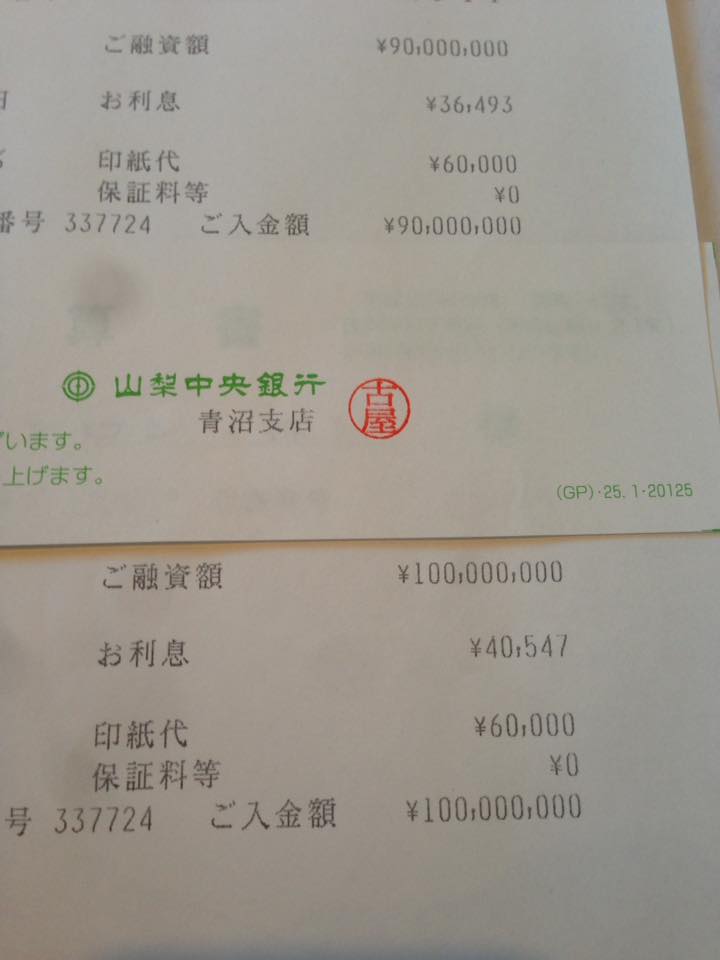 ご融資額 ¥90,000,000
お利息 ¥36,493
印紙代 ¥60,000
保証料等 ¥0
番号 337724 ご入金額 ¥90,000,000
山梨中央銀行
青沼支店
古屋
います。
上げます。
(GP)・25.1・20125
ご融資額 ¥100,000,000
お利息 ¥40,547
印紙代 ¥60,000
保証料等 ¥0
号 337724 ご入金額 ¥100,000,000